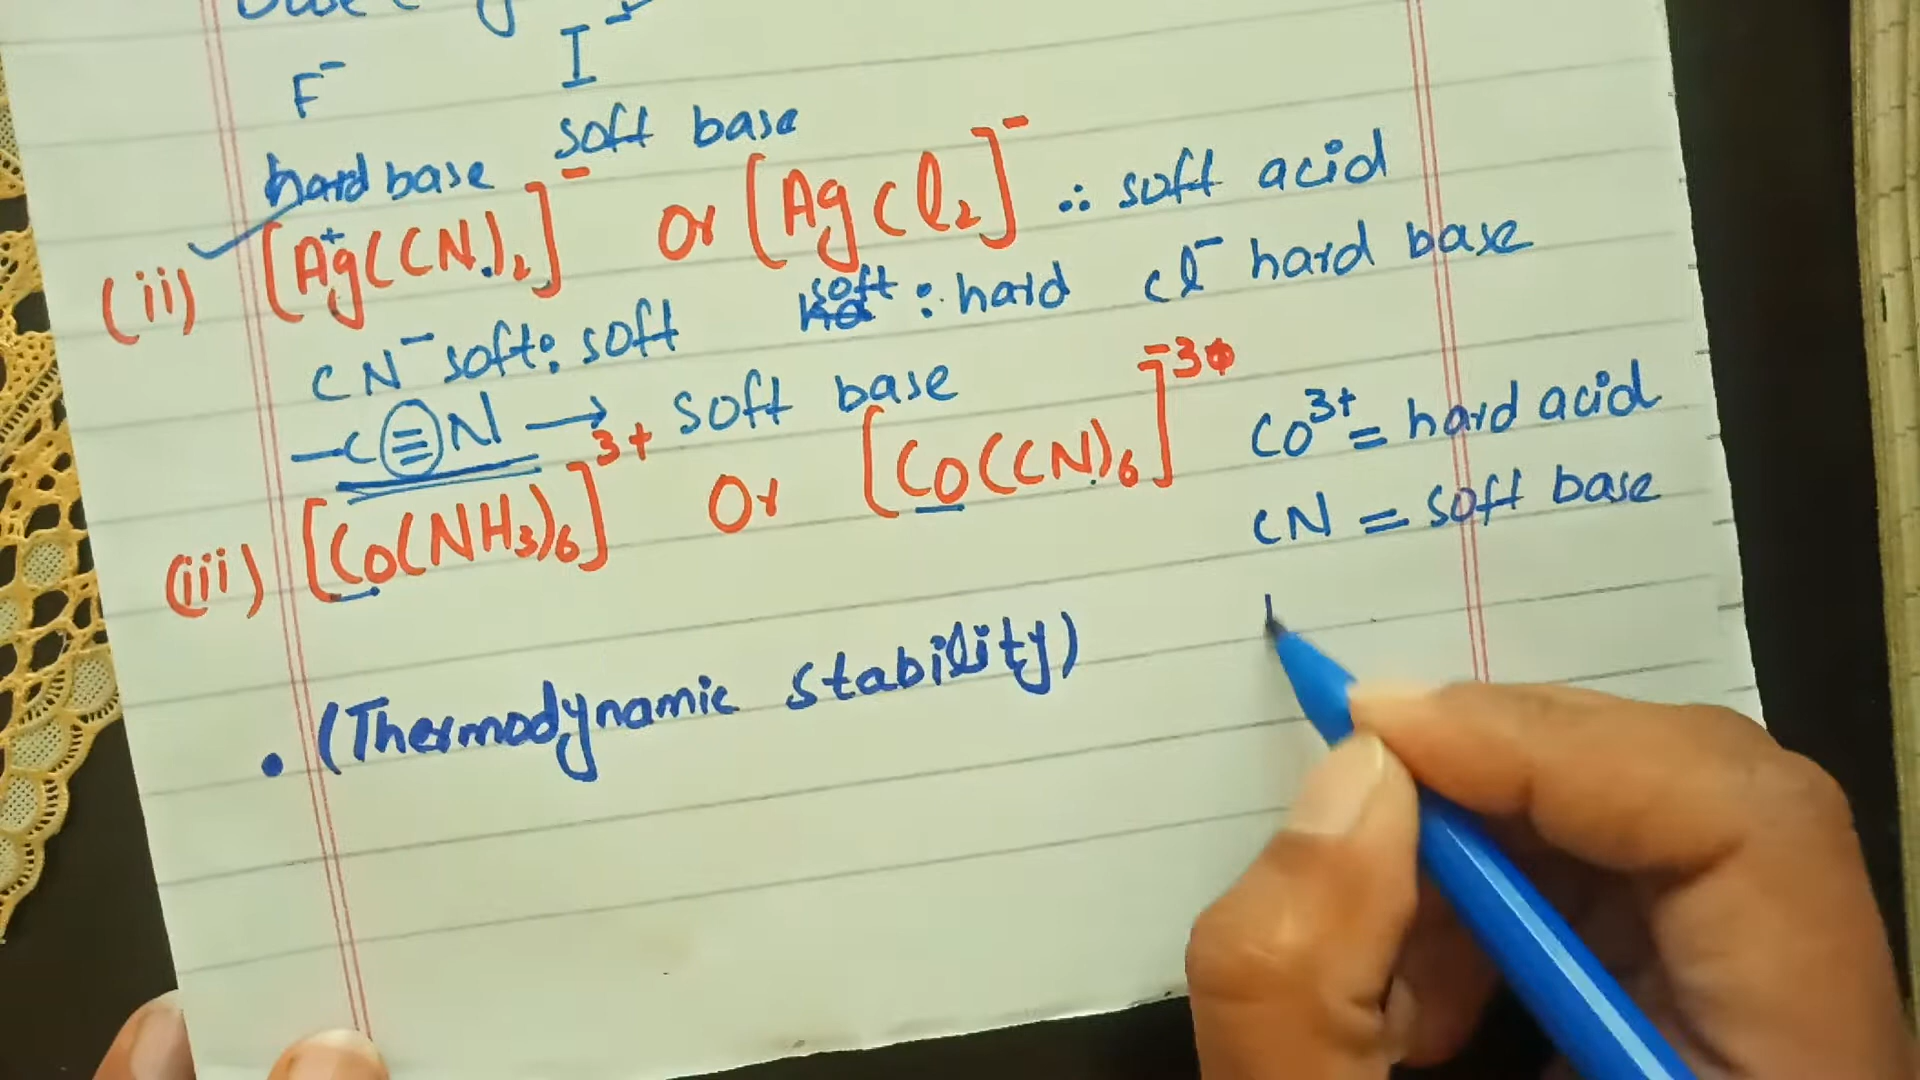 F⁻ I⁻
hard base soft base
(ii) [Ag⁺(CN)₂]⁻ or [AgCl₂]⁻ ∴ soft acid
CN⁻ soft : soft soft : hard Cl⁻ hard base
–C≡N → soft base
(iii) [Co(NH₃)₆]³⁺ or [Co(CN)₆]⁻³ Co³⁺ = hard acid
CN = soft base
• (Thermodynamic stability)